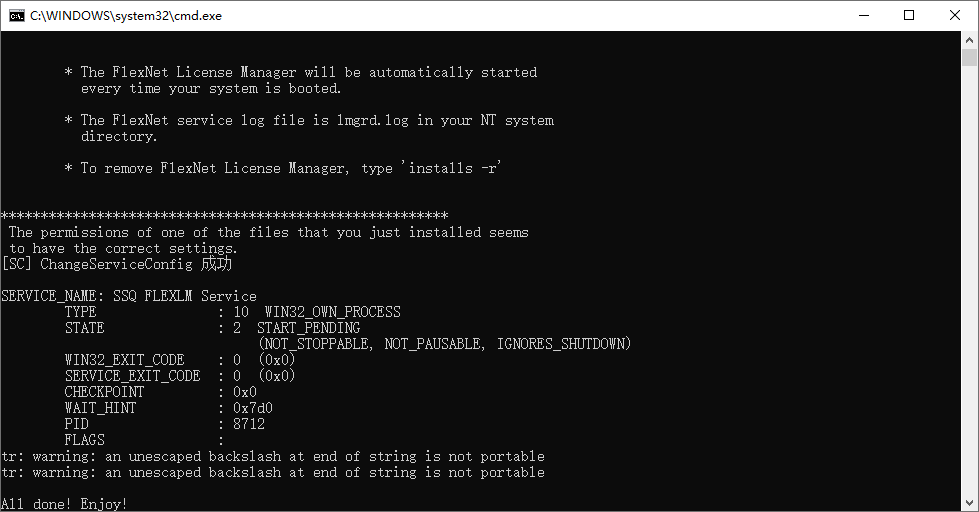 C:\WINDOWS\system32\cmd.exe
* The FlexNet License Manager will be automatically started
every time your system is booted.
* The FlexNet service log file is lmgrd.log in your NT system
directory.
* To remove FlexNet License Manager, type 'installs -r'
********************************************************
The permissions of one of the files that you just installed seems
to have the correct settings.
[SC] ChangeServiceConfig 成功
SERVICE_NAME: SSQ FLEXLM Service
TYPE : 10 WIN32_OWN_PROCESS
STATE : 2 START_PENDING
(NOT_STOPPABLE, NOT_PAUSABLE, IGNORES_SHUTDOWN)
WIN32_EXIT_CODE : 0 (0x0)
SERVICE_EXIT_CODE : 0 (0x0)
CHECKPOINT : 0x0
WAIT_HINT : 0x7d0
PID : 8712
FLAGS :
tr: warning: an unescaped backslash at end of string is not portable
tr: warning: an unescaped backslash at end of string is not portable
All done! Enjoy!